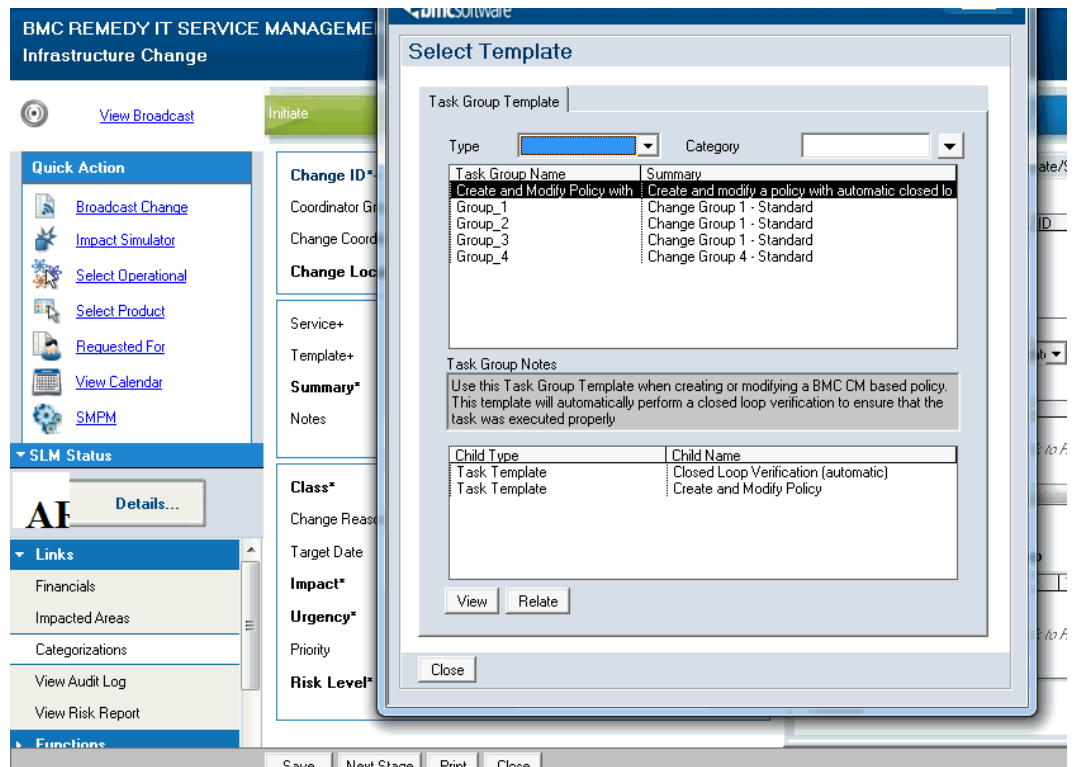 BMC REMEDY IT SERVICE MANAGEME
Infrastructure Change
View Broadcast
Initiate
Quick Action
Broadcast Change
Impact Simulator
Select Operational
Select Product
Requested For
View Calendar
SMPM
SLM Status
Details...
Links
Financials
Impacted Areas
Categorizations
View Audit Log
View Risk Report
Functions
Change ID*+
Coordinator Gr
Change Coord
Change Loc
Service+
Template+
Summary*
Notes
Class*
Change Reaso
Target Date
Impact*
Urgency*
Priority
Risk Level*
Save Next Stage Print Close
bmcsoftware
Select Template
Task Group Template
Type Category
Task Group Name Summary
Create and Modify Policy with Create and modify a policy with automatic closed lo
Group_1 Change Group 1 - Standard
Group_2 Change Group 1 - Standard
Group_3 Change Group 1 - Standard
Group_4 Change Group 4 - Standard
Task Group Notes
Use this Task Group Template when creating or modifying a BMC CM based policy.
This template will automatically perform a closed loop verification to ensure that the
task was executed properly
Child Type Child Name
Task Template Closed Loop Verification (automatic)
Task Template Create and Modify Policy
View Relate
Close
ate/S
ID